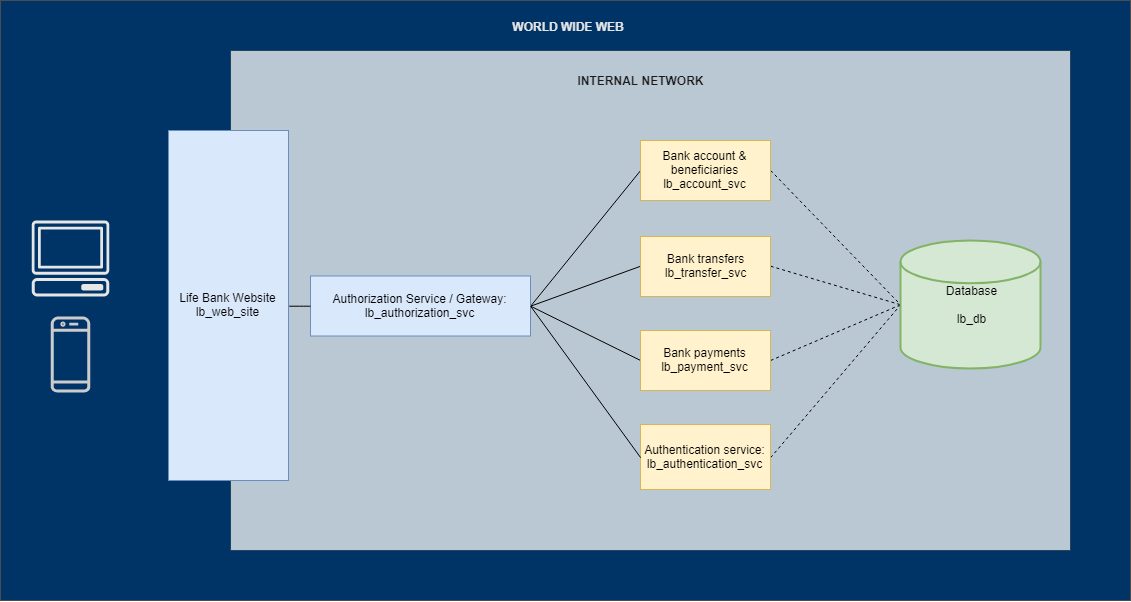 WORLD WIDE WEB
INTERNAL NETWORK
Life Bank Website
lb_web_site
Authorization Service / Gateway:
lb_authorization_svc
Bank account &
beneficiaries
lb_account_svc
Bank transfers
lb_transfer_svc
Bank payments
lb_payment_svc
Authentication service:
lb_authentication_svc
Database
lb_db